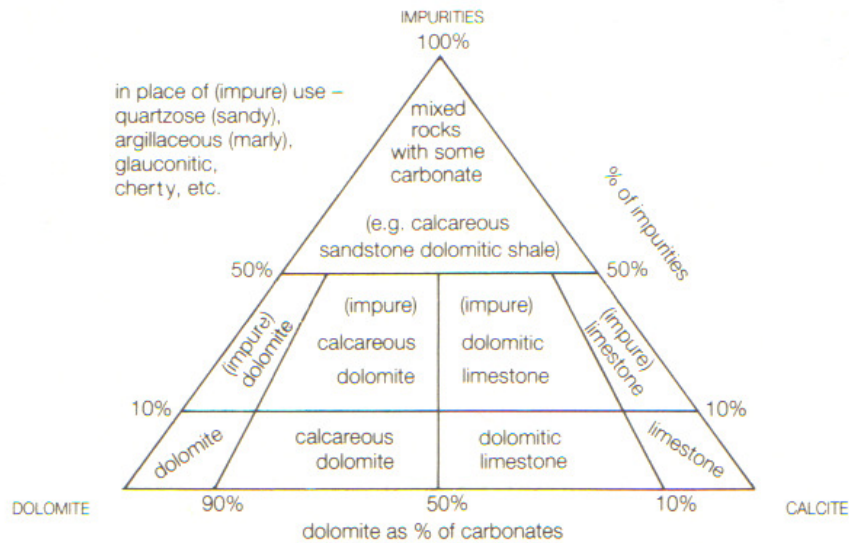 IMPURITIES
100%
in place of (impure) use –
quartzose (sandy),
argillaceous (marly),
glauconitic,
cherty, etc.
mixed
rocks
with some
carbonate
% of impurities
(e.g. calcareous
sandstone dolomitic shale)
50%
50%
(impure)
dolomite
(impure)
calcareous
dolomite
(impure)
dolomitic
limestone
(impure)
limestone
10%
10%
dolomite
calcareous
dolomite
dolomitic
limestone
limestone
DOLOMITE
90%
50%
10%
CALCITE
dolomite as % of carbonates